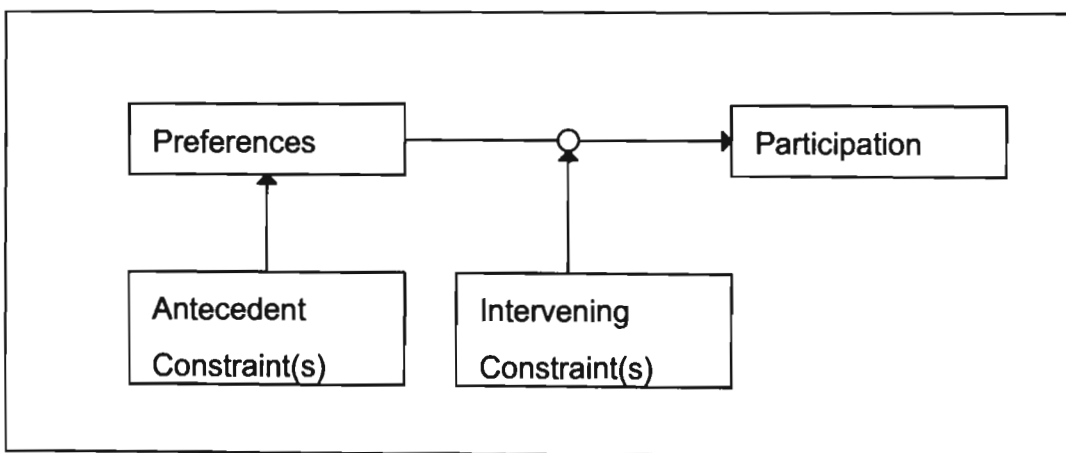 Preferences
Participation
Antecedent
Constraint(s)
Intervening
Constraint(s)